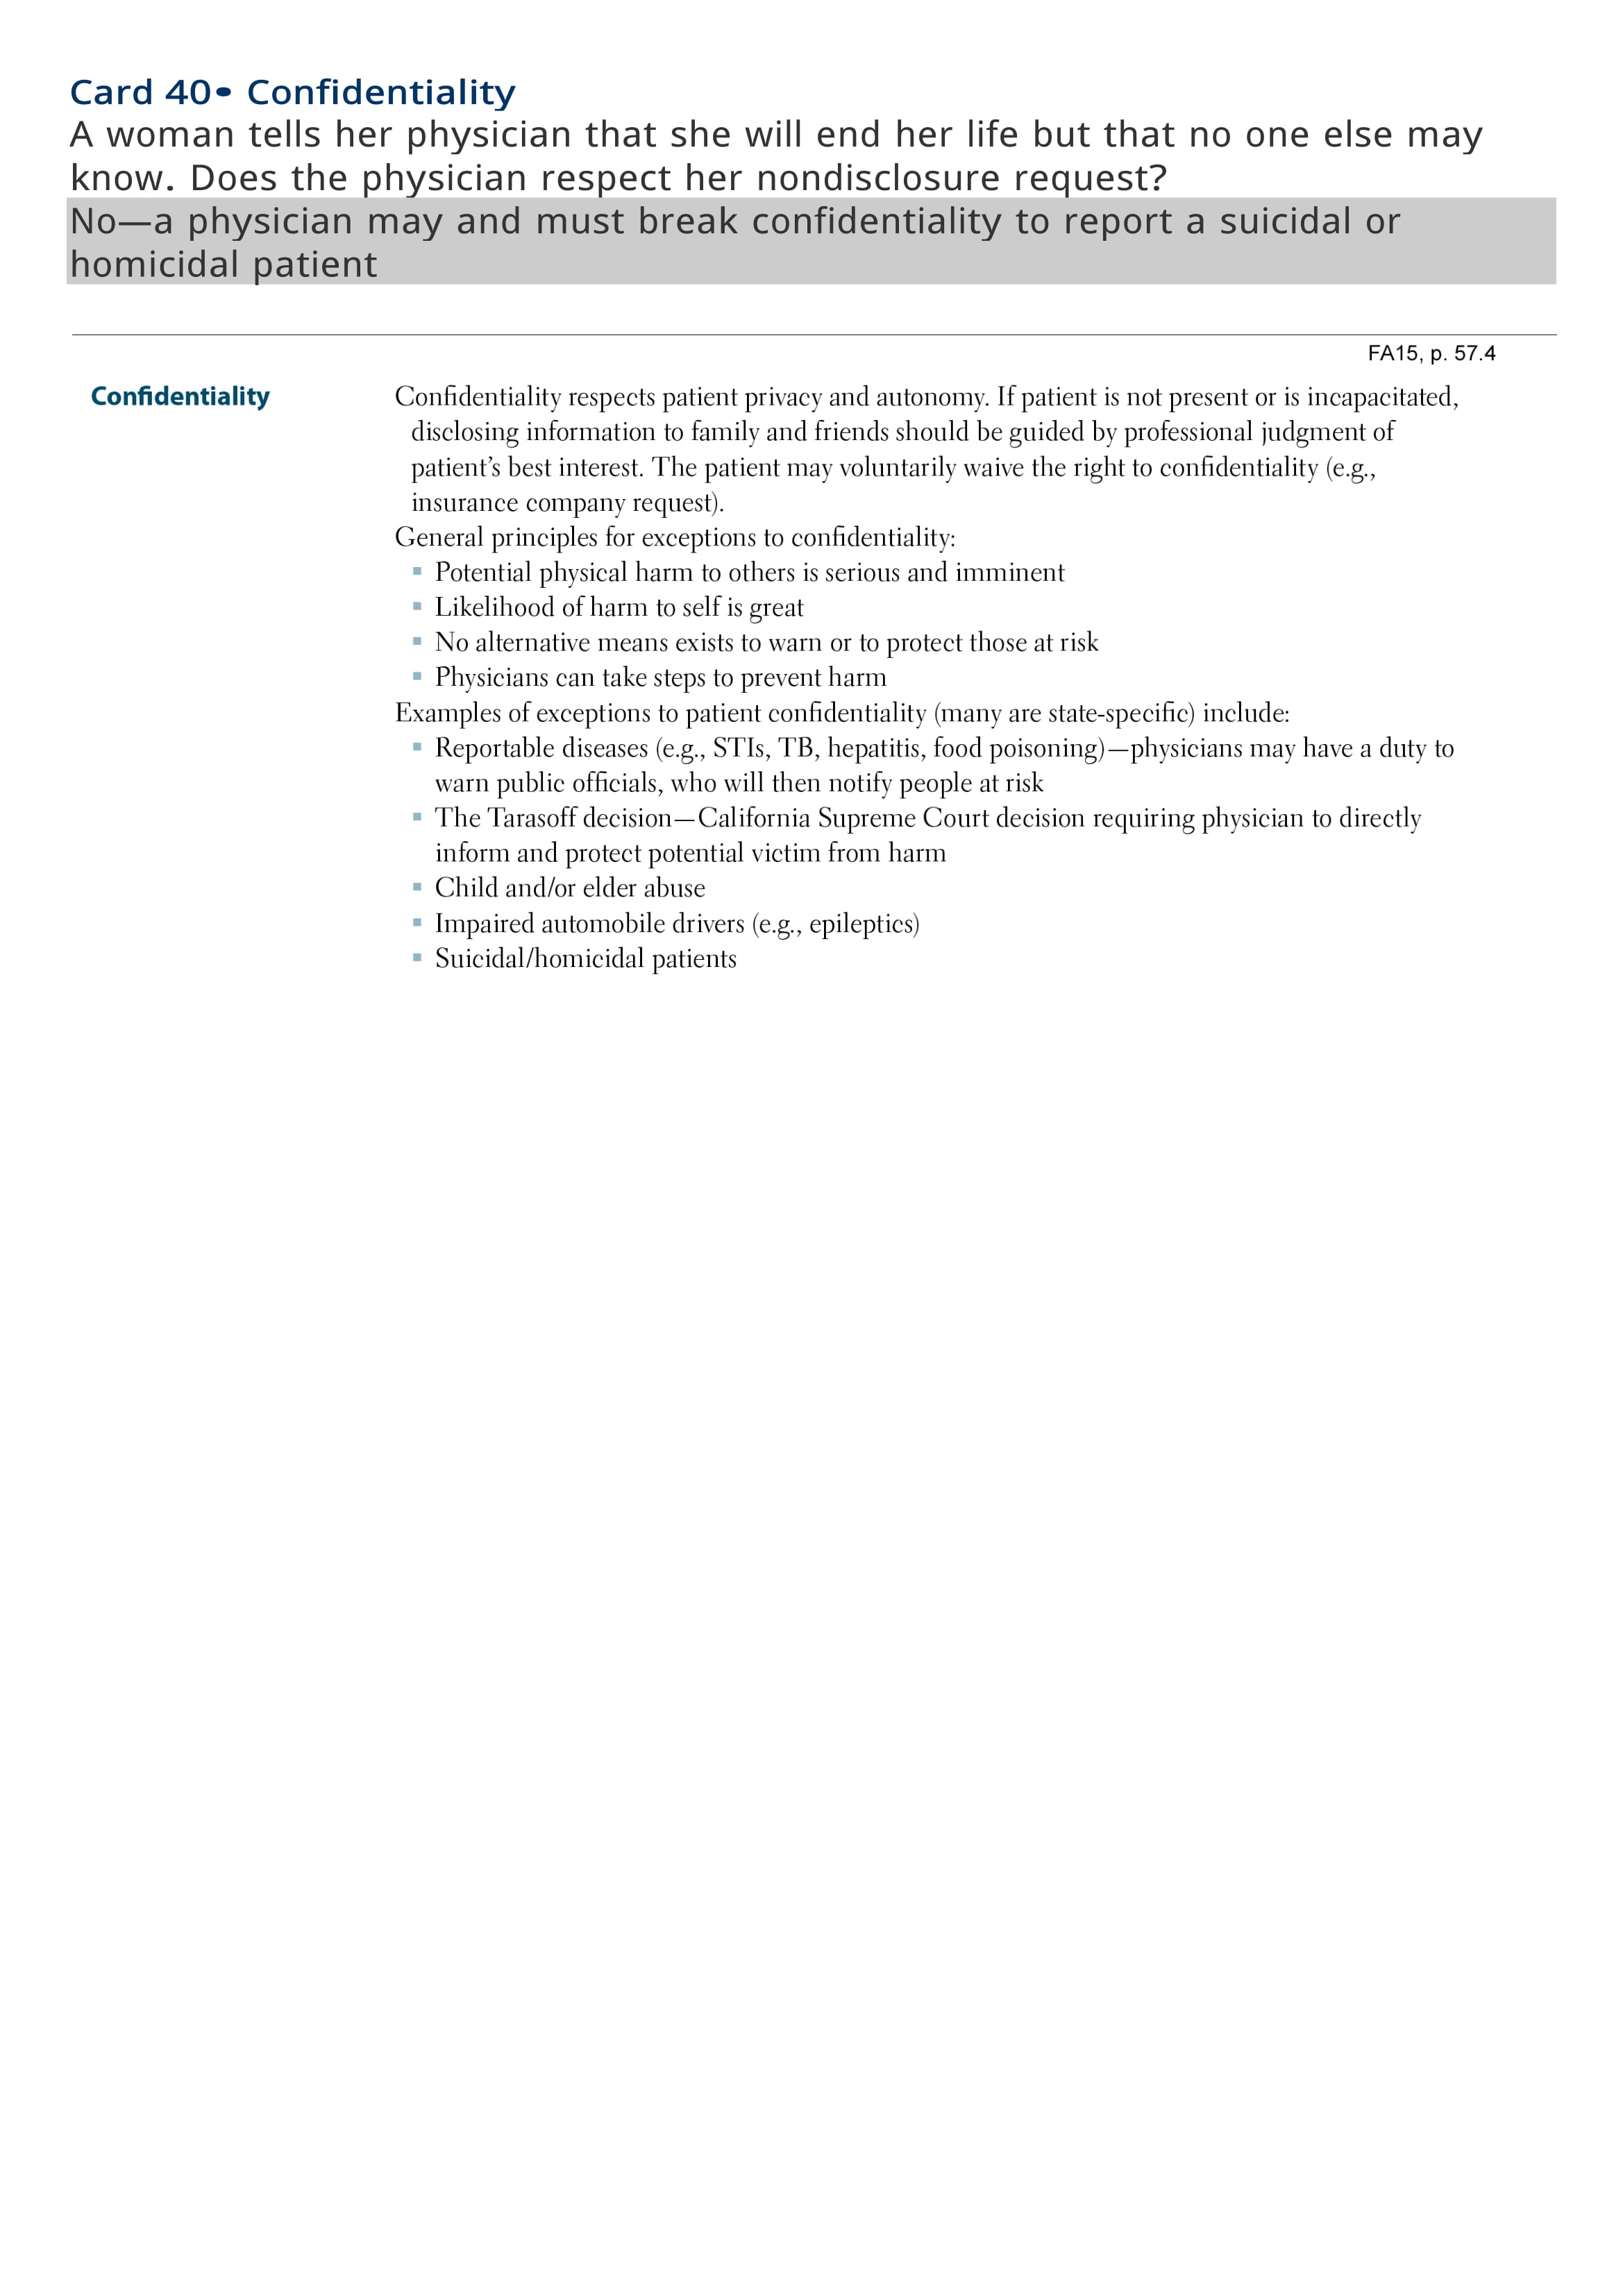 Card 40• Confidentiality
A woman tells her physician that she will end her life but that no one else may
know. Does the physician respect her nondisclosure request?
No—a physician may and must break confidentiality to report a suicidal or
homicidal patient
FA15, p. 57.4
Confidentiality
Confidentiality respects patient privacy and autonomy. If patient is not present or is incapacitated,
disclosing information to family and friends should be guided by professional judgment of
patient’s best interest. The patient may voluntarily waive the right to confidentiality (e.g.,
insurance company request).
General principles for exceptions to confidentiality:
▪ Potential physical harm to others is serious and imminent
▪ Likelihood of harm to self is great
▪ No alternative means exists to warn or to protect those at risk
▪ Physicians can take steps to prevent harm
Examples of exceptions to patient confidentiality (many are state-specific) include:
▪ Reportable diseases (e.g., STIs, TB, hepatitis, food poisoning)—physicians may have a duty to
warn public officials, who will then notify people at risk
▪ The Tarasoff decision—California Supreme Court decision requiring physician to directly
inform and protect potential victim from harm
▪ Child and/or elder abuse
▪ Impaired automobile drivers (e.g., epileptics)
▪ Suicidal/homicidal patients